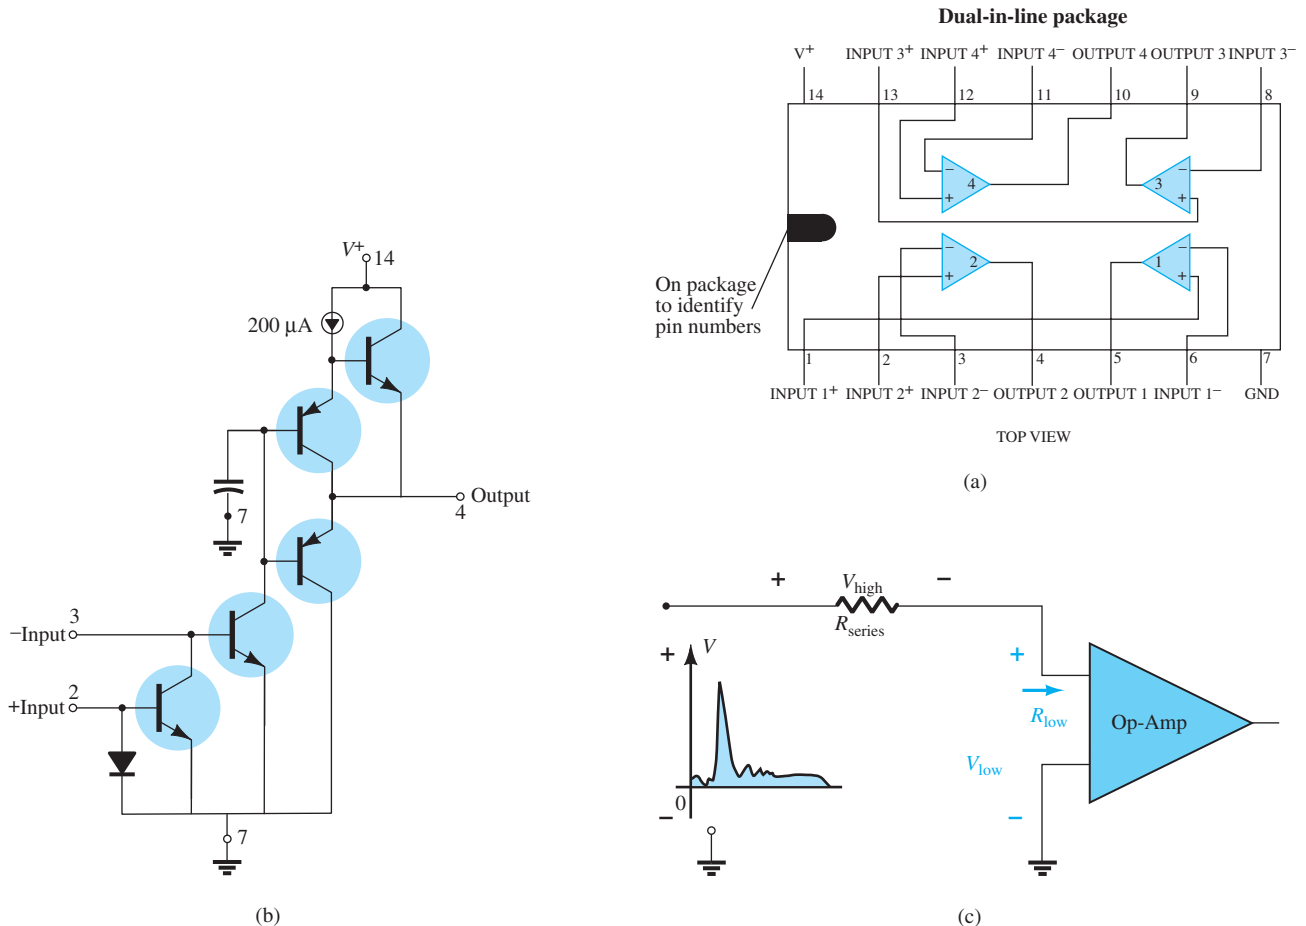 Dual-in-line package
V+ INPUT 3+ INPUT 4+ INPUT 4− OUTPUT 4 OUTPUT 3 INPUT 3−
14 13 12 11 10 9 8
− − 
4 3
+ +
− −
2 1
+ +
On package
to identify
pin numbers
1 2 3 4 5 6 7
INPUT 1+ INPUT 2+ INPUT 2− OUTPUT 2 OUTPUT 1 INPUT 1− GND
TOP VIEW
(a)
V+
14
200 μA
7
Output
4
3
−Input
2
+Input
7
(b)
+ Vhigh −
Rseries
+ V
0
−
+
Rlow
Op-Amp
Vlow
−
(c)